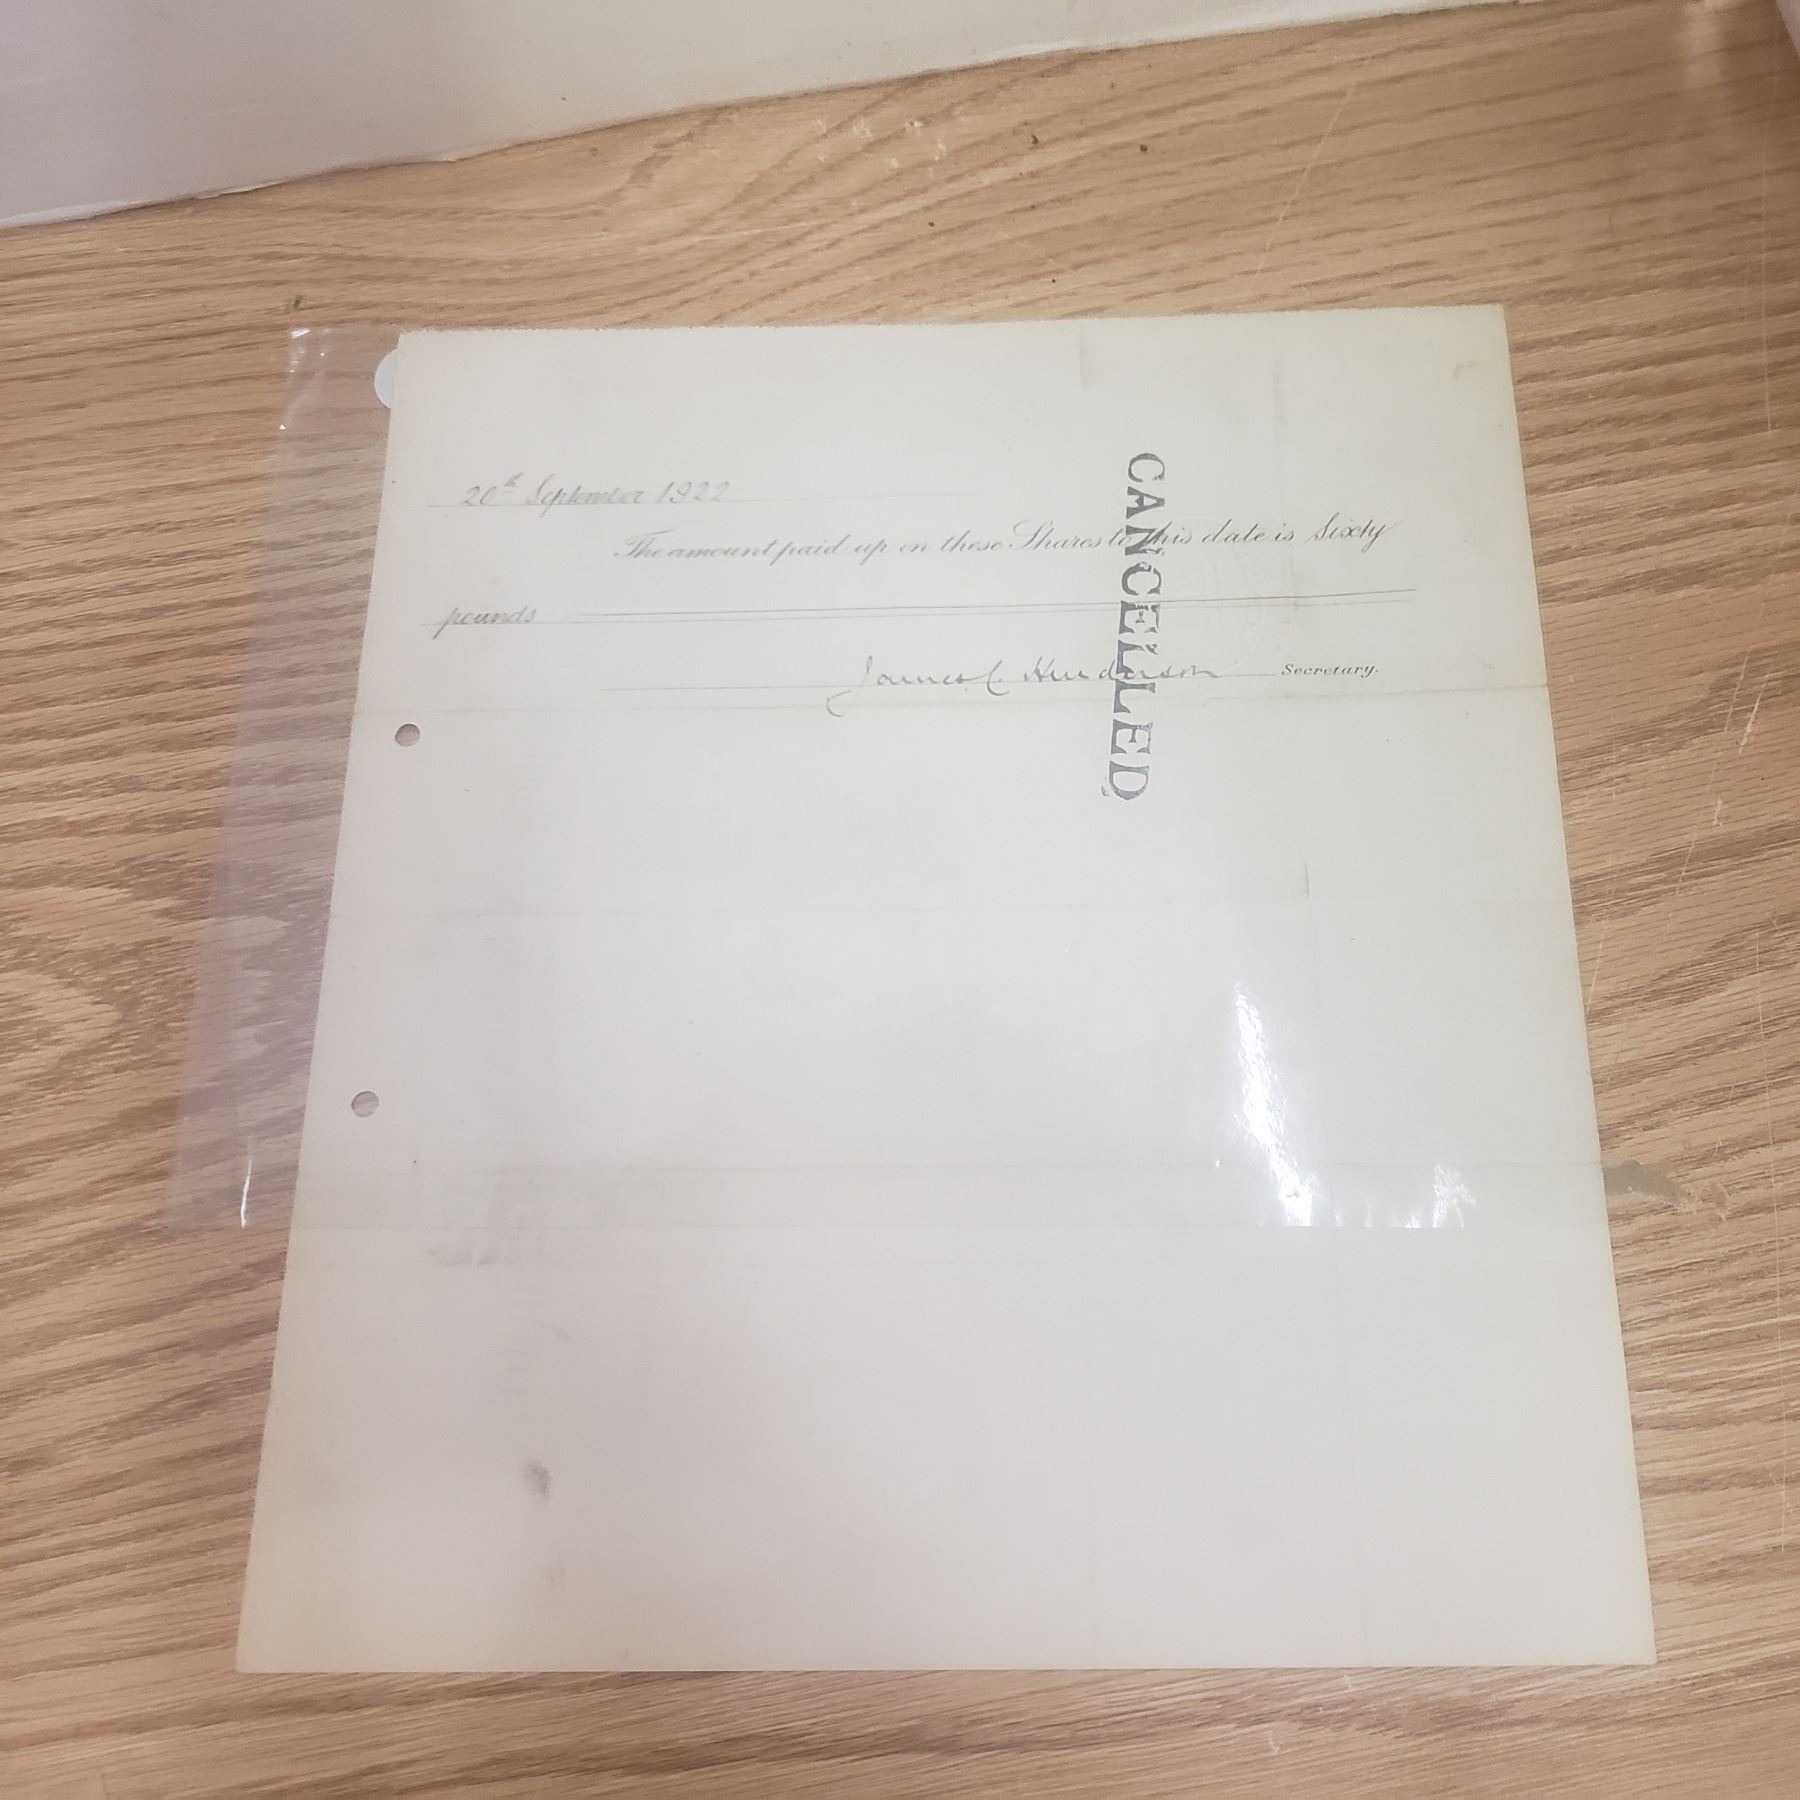 20th September 1922
The amount paid up on these Shares to this date is Sixty
pounds
James C. Henderson Secretary.
CANCELLED